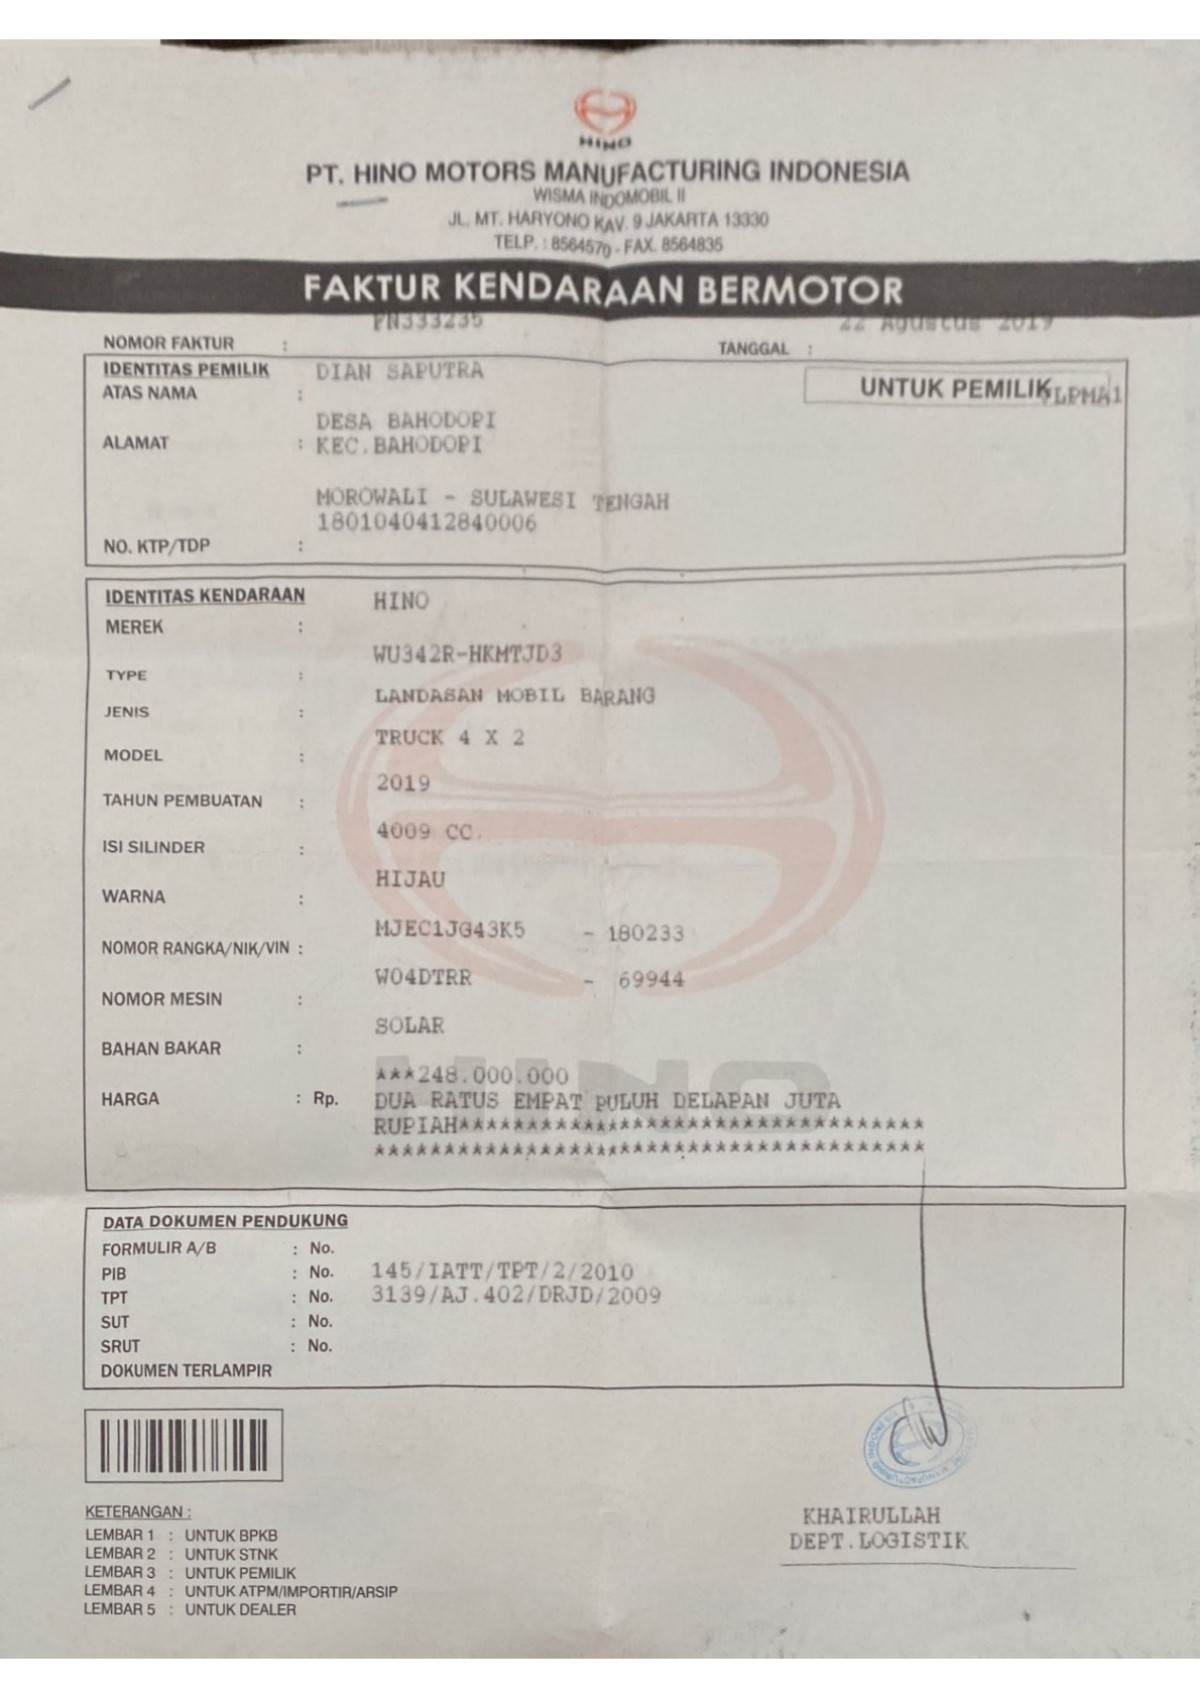 HINO
PT. HINO MOTORS MANUFACTURING INDONESIA
WISMA INDOMOBIL II
JL. MT. HARYONO KAV. 9 JAKARTA 13330
TELP. : 8564570 - FAX. 8564835
FAKTUR KENDARAAN BERMOTOR
NOMOR FAKTUR : FN333235 TANGGAL : 22 Agustus 2019
IDENTITAS PEMILIK
ATAS NAMA : DIAN SAPUTRA
UNTUK PEMILIK
ALAMAT : DESA BAHODOPI
KEC.BAHODOPI
MOROWALI - SULAWESI TENGAH
NO. KTP/TDP : 1801040412840006
IDENTITAS KENDARAAN
MEREK : HINO
TYPE : WU342R-HKMTJD3
JENIS : LANDASAN MOBIL BARANG
MODEL : TRUCK 4 X 2
TAHUN PEMBUATAN : 2019
ISI SILINDER : 4009 CC.
WARNA : HIJAU
NOMOR RANGKA/NIK/VIN : MJEC1JG43K5 - 180233
NOMOR MESIN : W04DTRR - 69944
BAHAN BAKAR : SOLAR
HARGA : Rp. ***248.000.000
DUA RATUS EMPAT PULUH DELAPAN JUTA
RUPIAH*********************************
***************************************
HINO
DATA DOKUMEN PENDUKUNG
FORMULIR A/B : No.
PIB : No. 145/IATT/TPT/2/2010
TPT : No. 3139/AJ.402/DRJD/2009
SUT : No.
SRUT : No.
DOKUMEN TERLAMPIR
KETERANGAN :
LEMBAR 1 : UNTUK BPKB
LEMBAR 2 : UNTUK STNK
LEMBAR 3 : UNTUK PEMILIK
LEMBAR 4 : UNTUK ATPM/IMPORTIR/ARSIP
LEMBAR 5 : UNTUK DEALER
KHAIRULLAH
DEPT.LOGISTIK